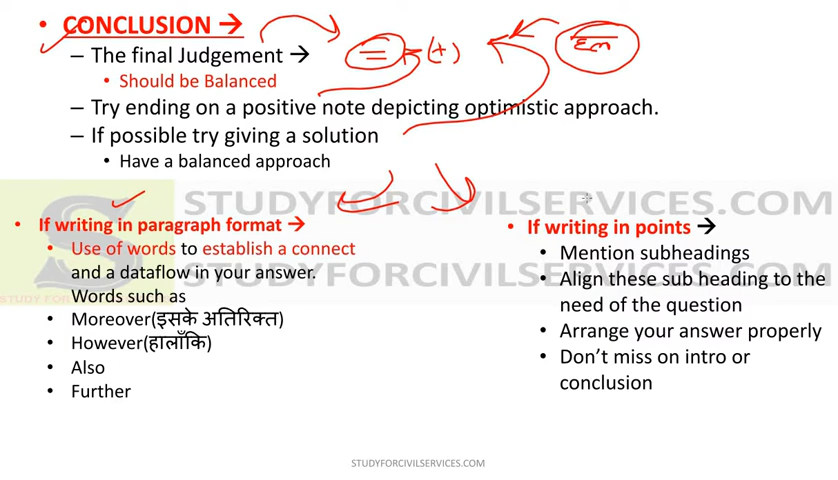 • CONCLUSION →
– The final Judgement →
• Should be Balanced
= (+)
– Try ending on a positive note depicting optimistic approach.
– If possible try giving a solution
• Have a balanced approach
STUDYFORCIVILSERVICES.COM
• If writing in paragraph format →
• Use of words to establish a connect
and a dataflow in your answer.
Words such as
• Moreover(इसके अतिरिक्त)
• However(हालाँकि)
• Also
• Further
• If writing in points →
• Mention subheadings
• Align these sub heading to the
need of the question
• Arrange your answer properly
• Don't miss on intro or
conclusion
STUDYFORCIVILSERVICES.COM
STUDYFORCIVILSERVICES.COM